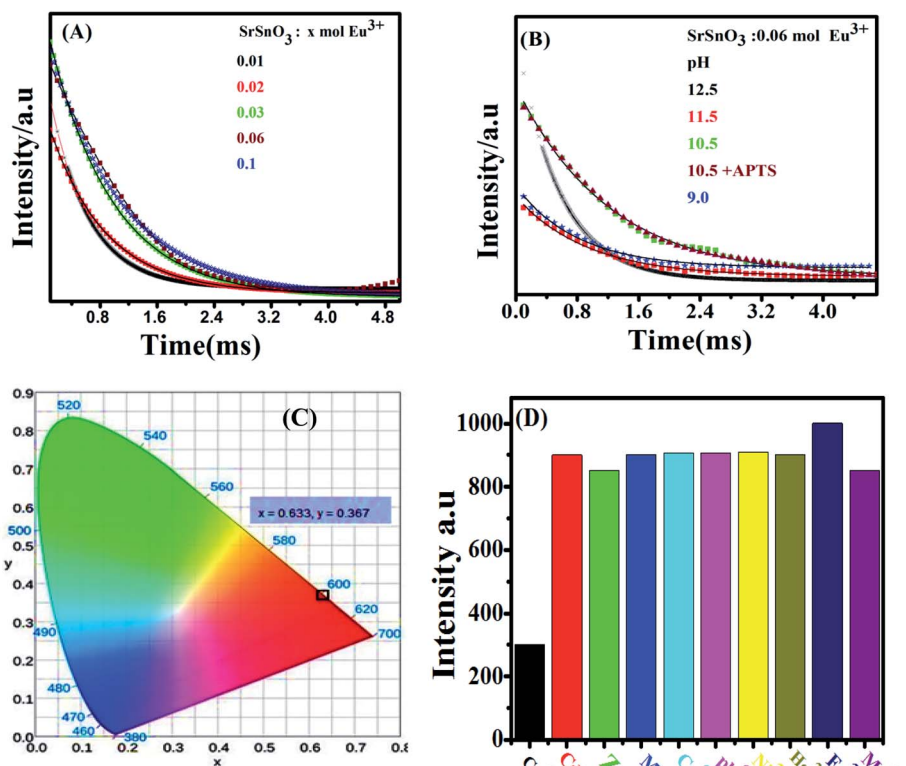 (A)
SrSnO3 : x mol Eu3+
0.01
0.02
0.03
0.06
0.1
Intensity/a.u
0.8 1.6 2.4 3.2 4.0 4.8
Time(ms)
(B)
SrSnO3 :0.06 mol Eu3+
pH
12.5
11.5
10.5
10.5 +APTS
9.0
Intensity/a.u
0.0 0.8 1.6 2.4 3.2 4.0
Time(ms)
(C)
0.9
0.8
0.7
0.6
0.5
y
0.4
0.3
0.2
0.1
0.0
520
540
560
x = 0.633, y = 0.367
500
580
600
620
490
700
480
470
460
380
0.0 0.1 0.2 0.3 0.4 0.5 0.6 0.7 0.8
x
(D)
1000
800
600
400
200
0
Intensity a.u